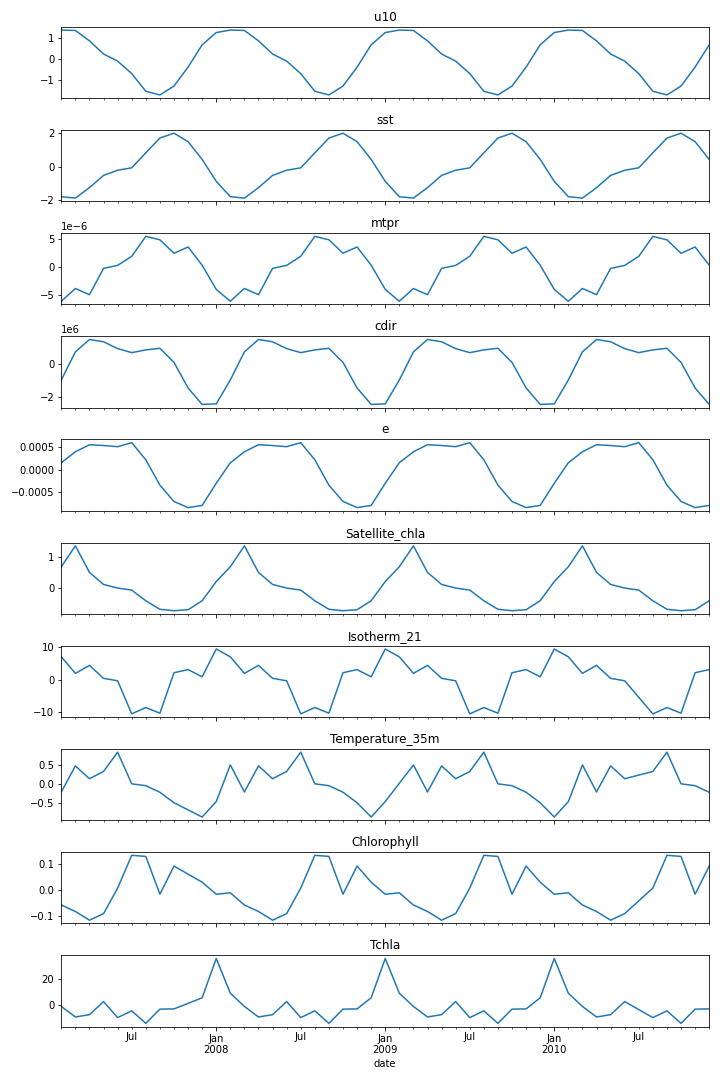 u10
1
0
−1
sst
2
0
−2
mtpr
1e−6
5
0
−5
cdir
1e6
0
−2
e
0.0005
0.0000
−0.0005
Satellite_chla
1
0
Isotherm_21
10
0
−10
Temperature_35m
0.5
0.0
−0.5
Chlorophyll
0.1
0.0
−0.1
Tchla
20
0
Jul Jan Jul Jan Jul Jan Jul
2008 2009 2010
date